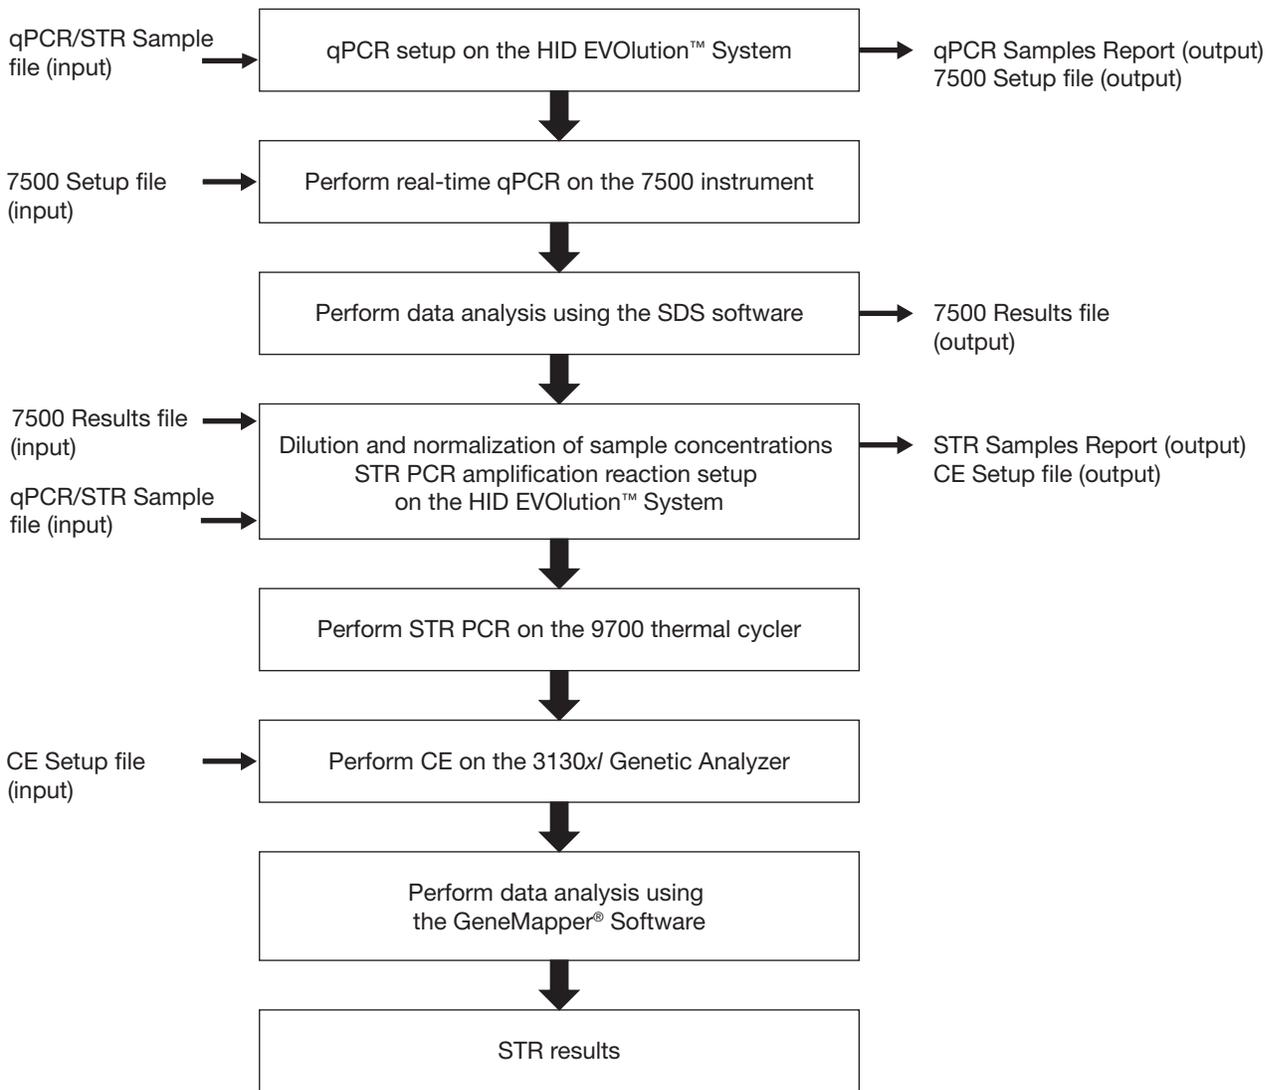 qPCR/STR Sample
file (input)
qPCR setup on the HID EVOlution™ System
qPCR Samples Report (output)
7500 Setup file (output)
7500 Setup file
(input)
Perform real-time qPCR on the 7500 instrument
Perform data analysis using the SDS software
7500 Results file
(output)
7500 Results file
(input)
qPCR/STR Sample
file (input)
Dilution and normalization of sample concentrations
STR PCR amplification reaction setup
on the HID EVOlution™ System
STR Samples Report (output)
CE Setup file (output)
Perform STR PCR on the 9700 thermal cycler
CE Setup file
(input)
Perform CE on the 3130xl Genetic Analyzer
Perform data analysis using
the GeneMapper® Software
STR results